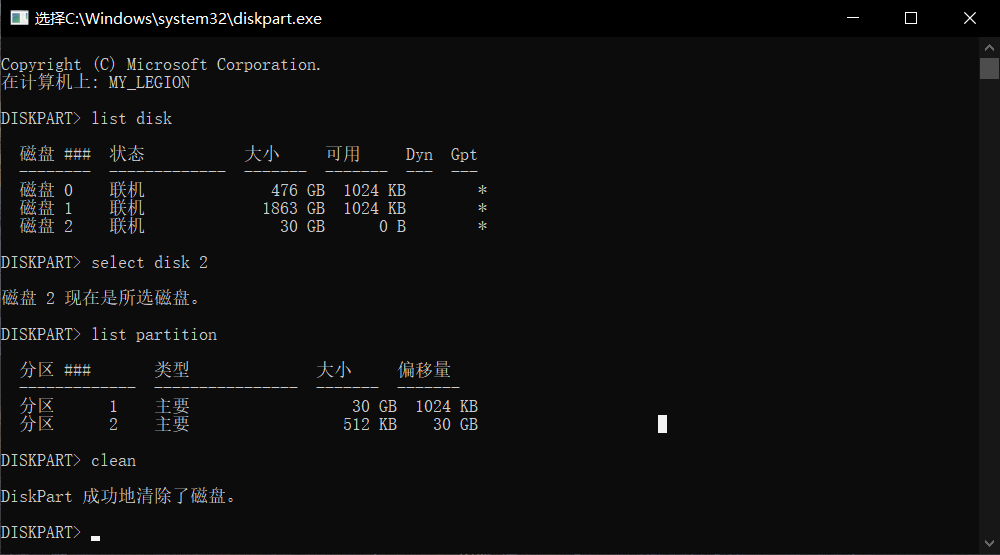 选择C:\Windows\system32\diskpart.exe
Copyright (C) Microsoft Corporation.
在计算机上: MY_LEGION
DISKPART> list disk
磁盘 ###  状态           大小     可用     Dyn  Gpt
--------  -------------  -------  -------  ---  ---
磁盘 0    联机              476 GB  1024 KB        *
磁盘 1    联机             1863 GB  1024 KB        *
磁盘 2    联机               30 GB      0 B        *
DISKPART> select disk 2
磁盘 2 现在是所选磁盘。
DISKPART> list partition
分区 ###       类型              大小     偏移量
-------------  ----------------  -------  -------
分区      1    主要                 30 GB  1024 KB
分区      2    主要                512 KB    30 GB
DISKPART> clean
DiskPart 成功地清除了磁盘。
DISKPART>